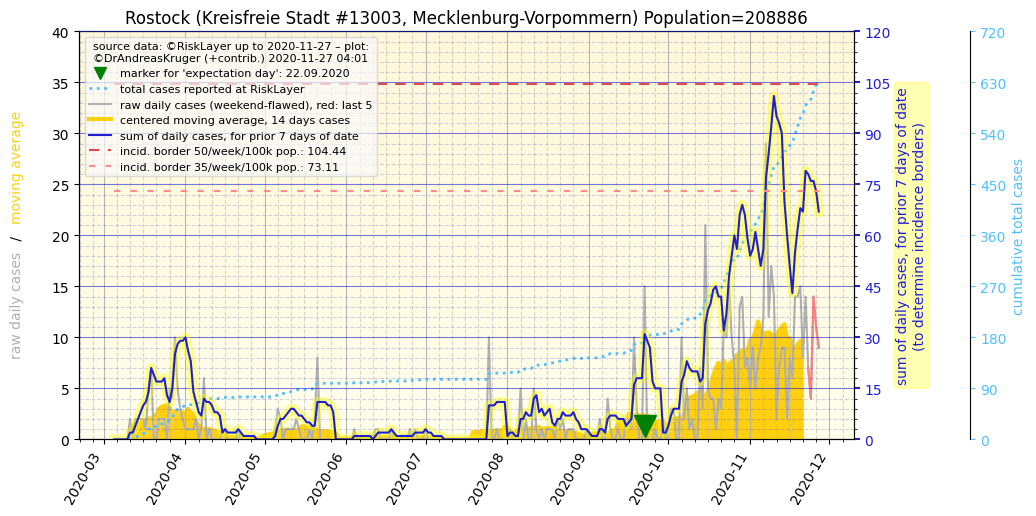 Rostock (Kreisfreie Stadt #13003, Mecklenburg-Vorpommern) Population=208886
source data: ©RiskLayer up to 2020-11-27 – plot:
©DrAndreasKruger (+contrib.) 2020-11-27 04:01
marker for 'expectation day': 22.09.2020
total cases reported at RiskLayer
raw daily cases (weekend-flawed), red: last 5
centered moving average, 14 days cases
sum of daily cases, for prior 7 days of date
incid. border 50/week/100k pop.: 104.44
incid. border 35/week/100k pop.: 73.11
raw daily cases / moving average
40
35
30
25
20
15
10
5
0
2020-03
2020-04
2020-05
2020-06
2020-07
2020-08
2020-09
2020-10
2020-11
2020-12
120
105
90
75
60
45
30
15
0
sum of daily cases, for prior 7 days of date
(to determine incidence borders)
720
630
540
450
360
270
180
90
0
cumulative total cases